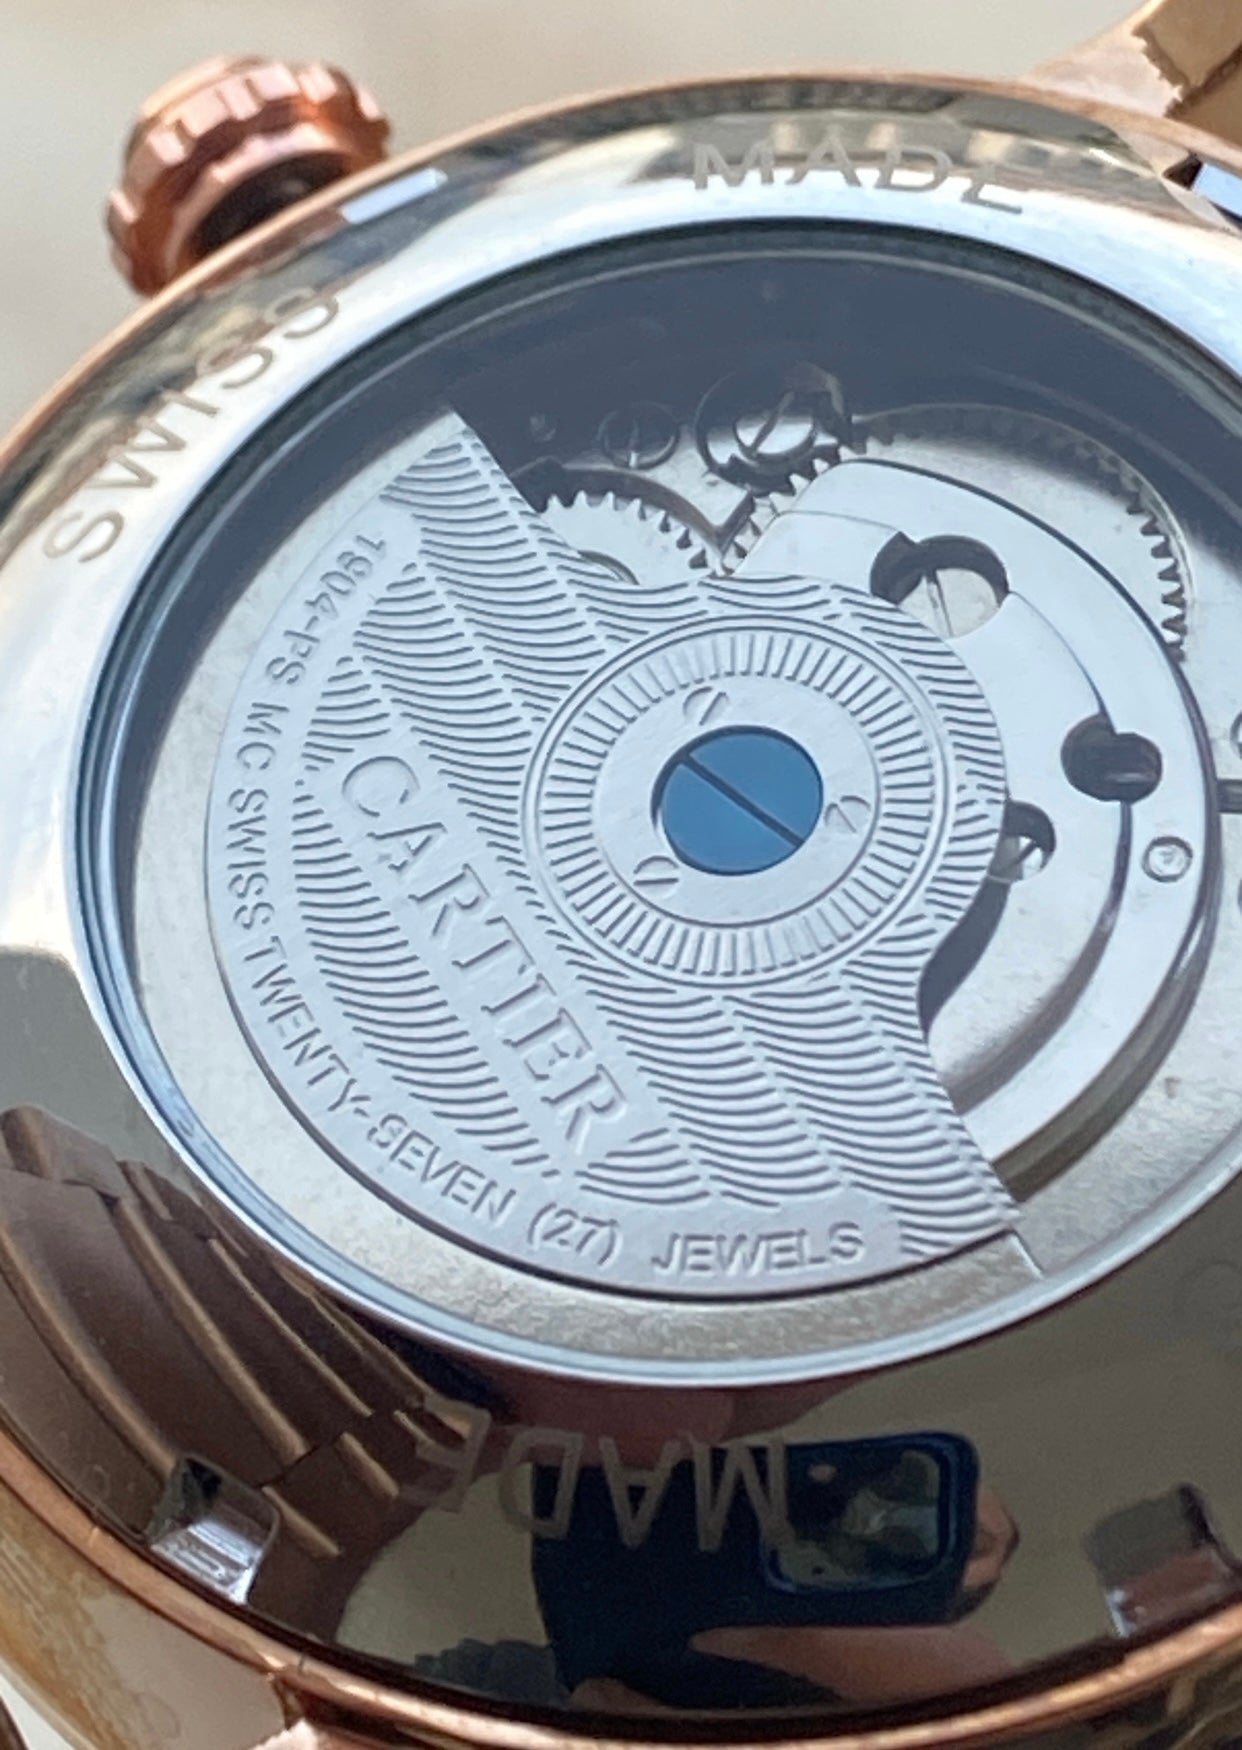 SWISS MADE
1904-PS MC SWISS TWENTY-SEVEN (27) JEWELS
CARTIER
MADE